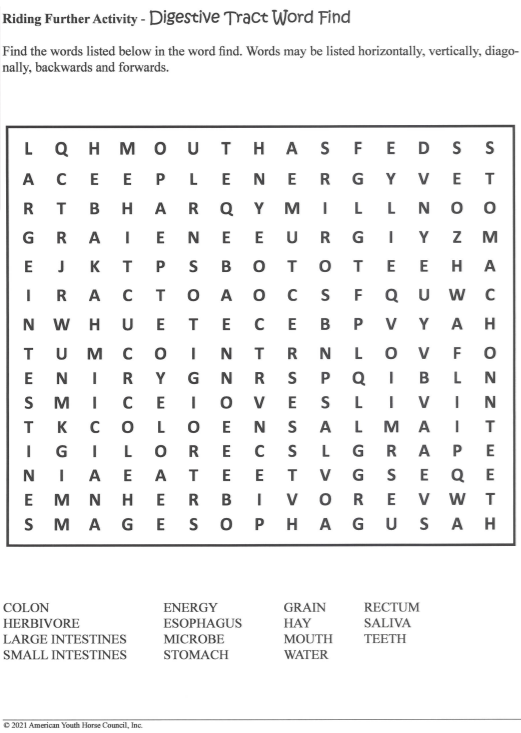 Riding Further Activity - Digestive Tract Word Find
Find the words listed below in the word find. Words may be listed horizontally, vertically, diago-
nally, backwards and forwards.
L Q H M O U T H A S F E D S S
A C E E P L E N E R G Y V E T
R T B H A R Q Y M I L L N O O
G R A I E N E E U R G I Y Z M
E J K T P S B O T O T E E H A
I R A C T O A O C S F Q U W C
N W H U E T E C E B P V Y A H
T U M C O I N T R N L O V F O
E N I R Y G N R S P Q I B L N
S M I C E I O V E S L I V I N
T K C O L O E N S A L M A I T
I G I L O R E C S L G R A P E
N I A E A T E E T V G S E Q E
E M N H E R B I V O R E V W T
S M A G E S O P H A G U S A H
COLON ENERGY GRAIN RECTUM
HERBIVORE ESOPHAGUS HAY SALIVA
LARGE INTESTINES MICROBE MOUTH TEETH
SMALL INTESTINES STOMACH WATER
© 2021 American Youth Horse Council, Inc.